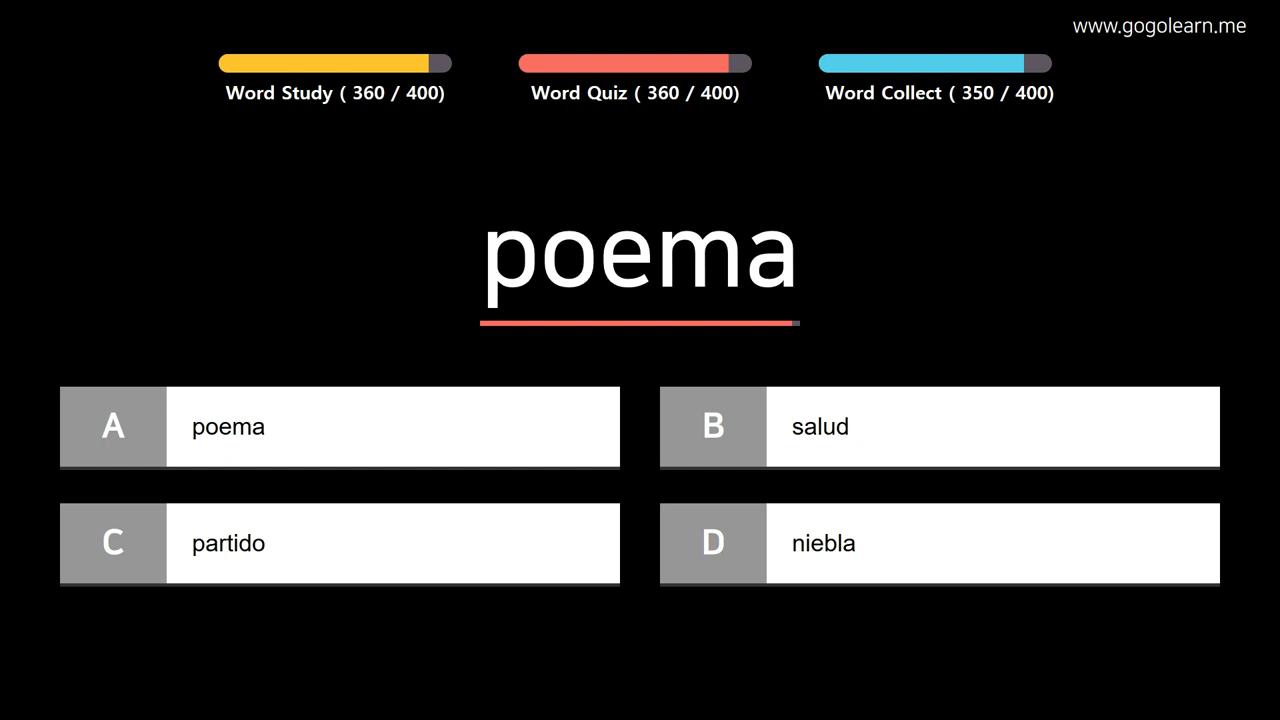 www.gogolearn.me
Word Study ( 360 / 400)
Word Quiz ( 360 / 400)
Word Collect ( 350 / 400)
poema
A
poema
B
salud
C
partido
D
niebla